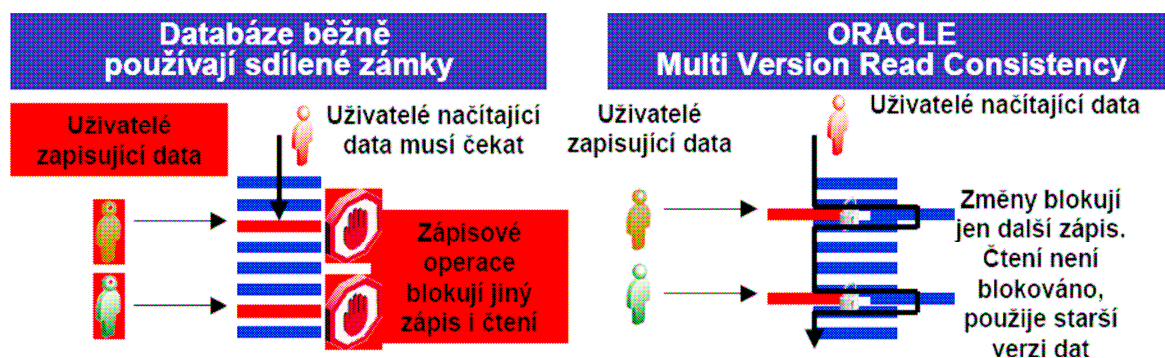 Databáze běžně
používají sdílené zámky
Uživatelé
zapisující data
Uživatelé načítající
data musí čekat
Zápisové
operace
blokují jiný
zápis i čtení
ORACLE
Multi Version Read Consistency
Uživatelé
zapisující data
Uživatelé načítající data
Změny blokují
jen další zápis.
Čtení není
blokováno,
použije starší
verzi dat